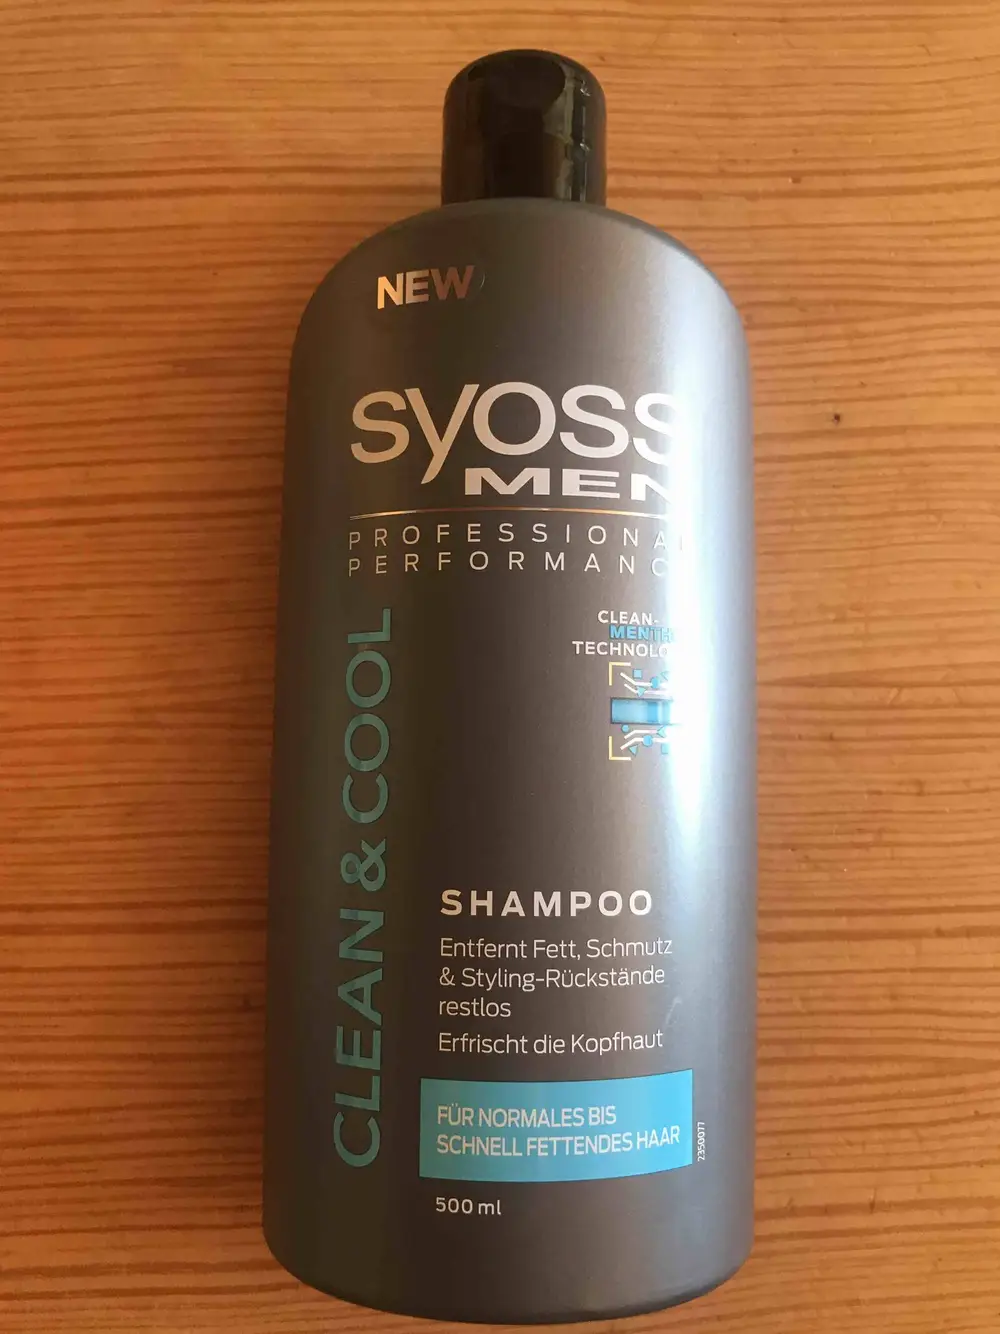 NEW
syoss
MEN
PROFESSIONAL
PERFORMANC
CLEAN-
MENTH
TECHNOLO
CLEAN & COOL
SHAMPOO
Entfernt Fett, Schmutz
& Styling-Rückstände
restlos
Erfrischt die Kopfhaut
FÜR NORMALES BIS
SCHNELL FETTENDES HAAR
2350077
500 ml